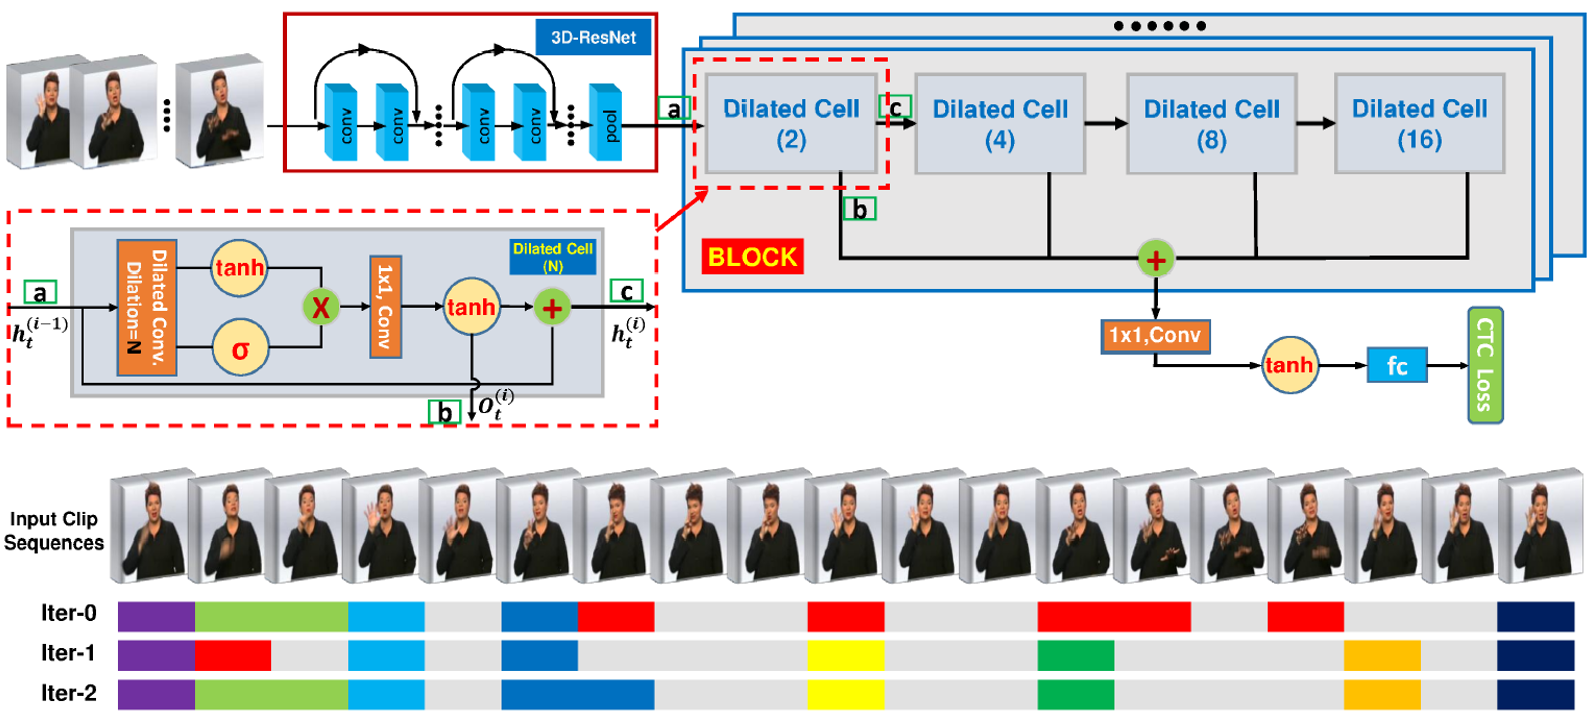 3D-ResNet
conv
conv
conv
conv
pool
a
Dilated Cell
(2)
c
Dilated Cell
(4)
Dilated Cell
(8)
Dilated Cell
(16)
b
BLOCK
+
1x1,Conv
tanh
fc
CTC Loss
Dilated Cell
(N)
a
h_t^{(i-1)}
Dilated Conv.
Dilation=N
tanh
σ
X
1x1, Conv
tanh
+
c
h_t^{(i)}
b
O_t^{(i)}
Input Clip
Sequences
Iter-0
Iter-1
Iter-2